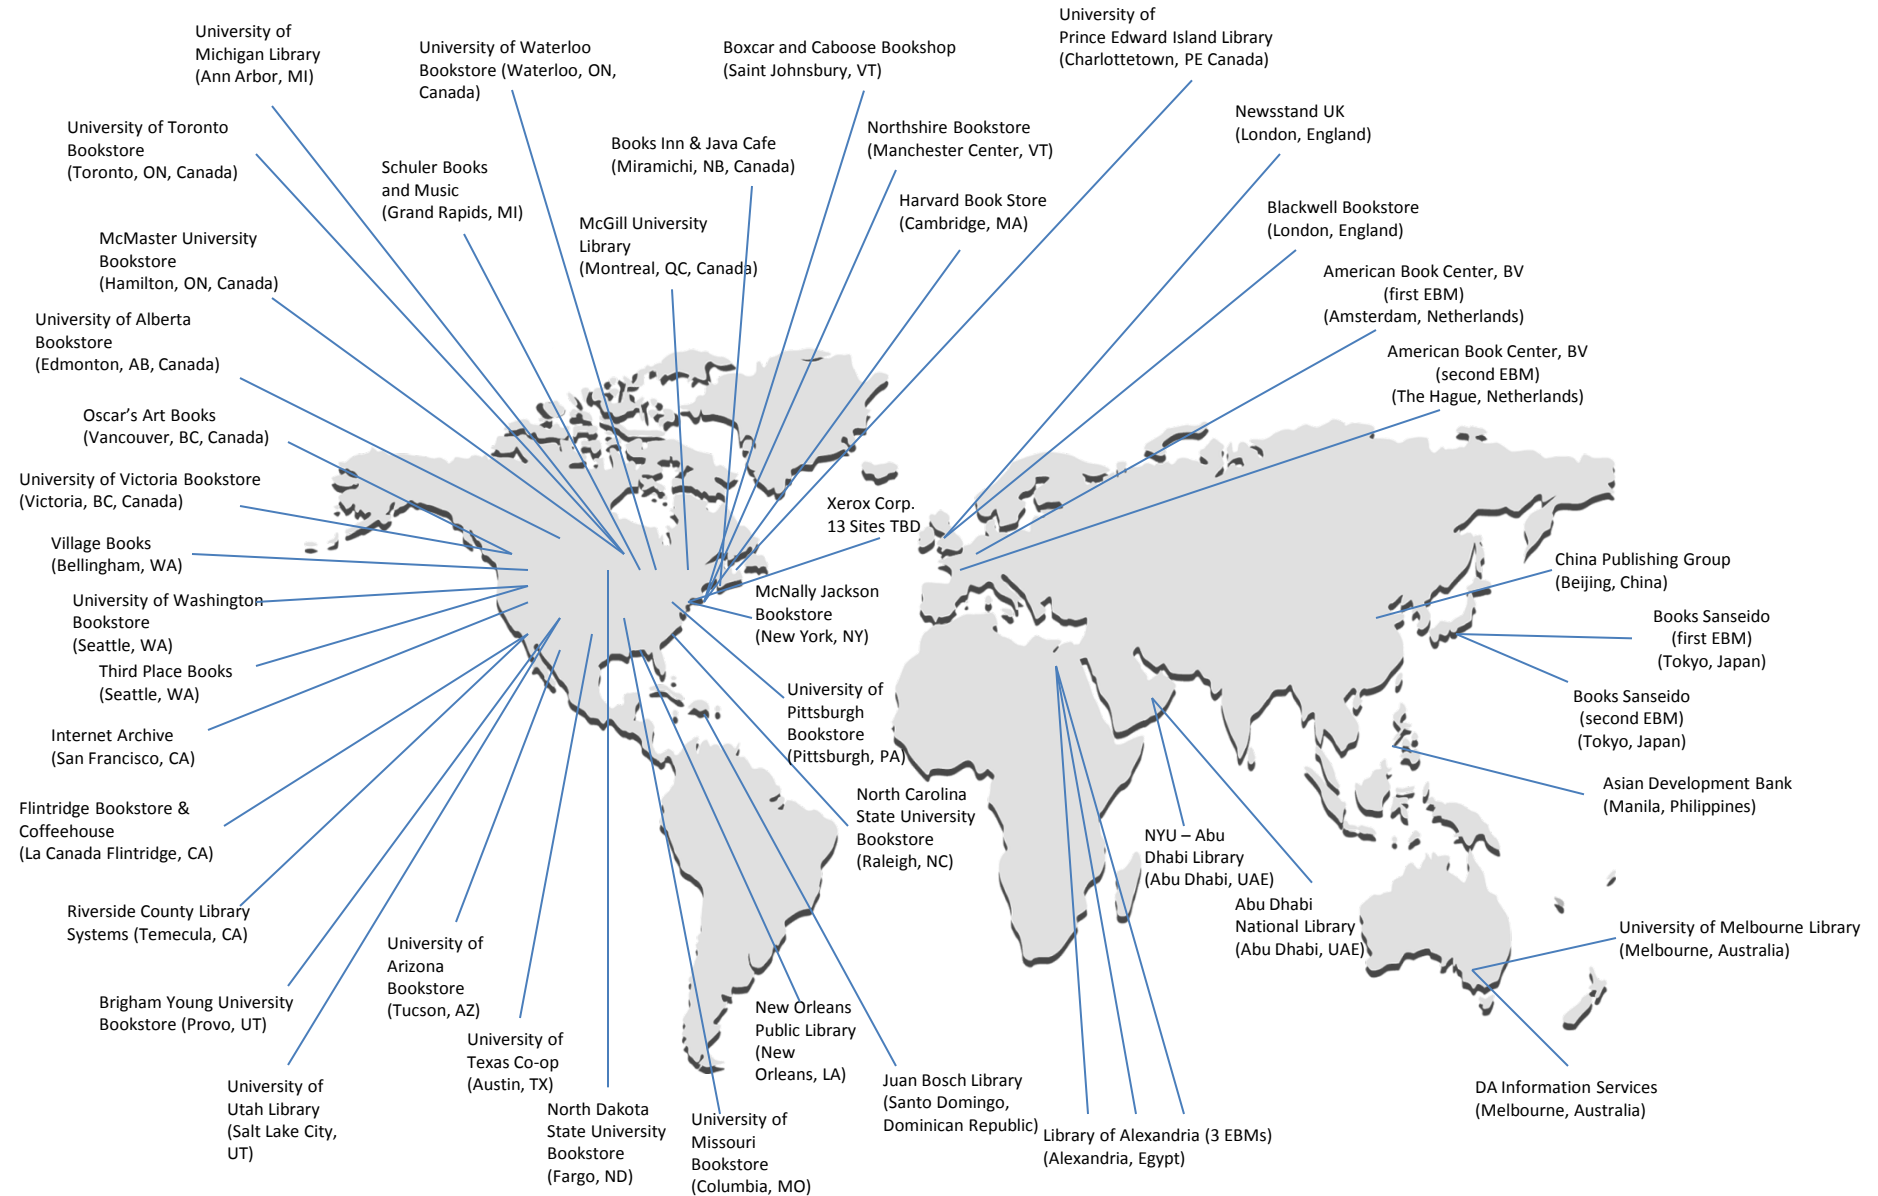 University of
Michigan Library
(Ann Arbor, MI)
University of Waterloo
Bookstore (Waterloo, ON,
Canada)
Boxcar and Caboose Bookshop
(Saint Johnsbury, VT)
University of
Prince Edward Island Library
(Charlottetown, PE Canada)
Newsstand UK
(London, England)
University of Toronto
Bookstore
(Toronto, ON, Canada)
Schuler Books
and Music
(Grand Rapids, MI)
Books Inn & Java Cafe
(Miramichi, NB, Canada)
Northshire Bookstore
(Manchester Center, VT)
Harvard Book Store
(Cambridge, MA)
Blackwell Bookstore
(London, England)
McGill University
Library
(Montreal, QC, Canada)
McMaster University
Bookstore
(Hamilton, ON, Canada)
American Book Center, BV
(first EBM)
(Amsterdam, Netherlands)
University of Alberta
Bookstore
(Edmonton, AB, Canada)
American Book Center, BV
(second EBM)
(The Hague, Netherlands)
Oscar’s Art Books
(Vancouver, BC, Canada)
University of Victoria Bookstore
(Victoria, BC, Canada)
Xerox Corp.
13 Sites TBD
Village Books
(Bellingham, WA)
China Publishing Group
(Beijing, China)
University of Washington
Bookstore
(Seattle, WA)
McNally Jackson
Bookstore
(New York, NY)
Books Sanseido
(first EBM)
(Tokyo, Japan)
Third Place Books
(Seattle, WA)
University of
Pittsburgh
Bookstore
(Pittsburgh, PA)
Books Sanseido
(second EBM)
(Tokyo, Japan)
Internet Archive
(San Francisco, CA)
Asian Development Bank
(Manila, Philippines)
Flintridge Bookstore &
Coffeehouse
(La Canada Flintridge, CA)
North Carolina
State University
Bookstore
(Raleigh, NC)
NYU – Abu
Dhabi Library
(Abu Dhabi, UAE)
Abu Dhabi
National Library
(Abu Dhabi, UAE)
Riverside County Library
Systems (Temecula, CA)
University of Melbourne Library
(Melbourne, Australia)
University of
Arizona
Bookstore
(Tucson, AZ)
Brigham Young University
Bookstore (Provo, UT)
New Orleans
Public Library
(New
Orleans, LA)
University of
Texas Co-op
(Austin, TX)
University of
Utah Library
(Salt Lake City,
UT)
Juan Bosch Library
(Santo Domingo,
Dominican Republic)
DA Information Services
(Melbourne, Australia)
North Dakota
State University
Bookstore
(Fargo, ND)
University of
Missouri
Bookstore
(Columbia, MO)
Library of Alexandria (3 EBMs)
(Alexandria, Egypt)